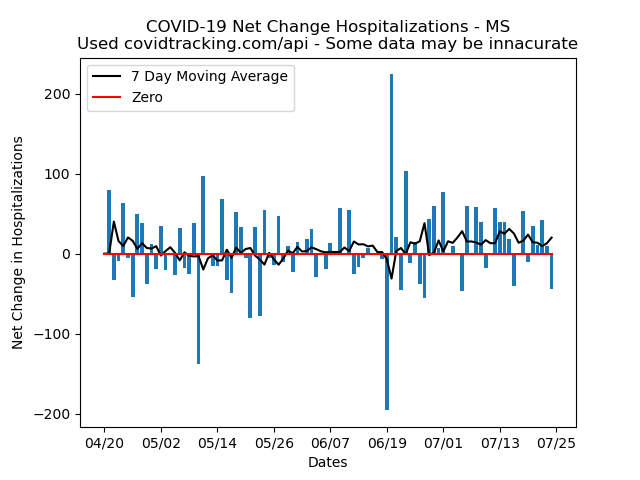 COVID-19 Net Change Hospitalizations - MS
Used covidtracking.com/api - Some data may be innacurate
7 Day Moving Average
Zero
Net Change in Hospitalizations
200
100
0
−100
−200
04/20 05/02 05/14 05/26 06/07 06/19 07/01 07/13 07/25
Dates